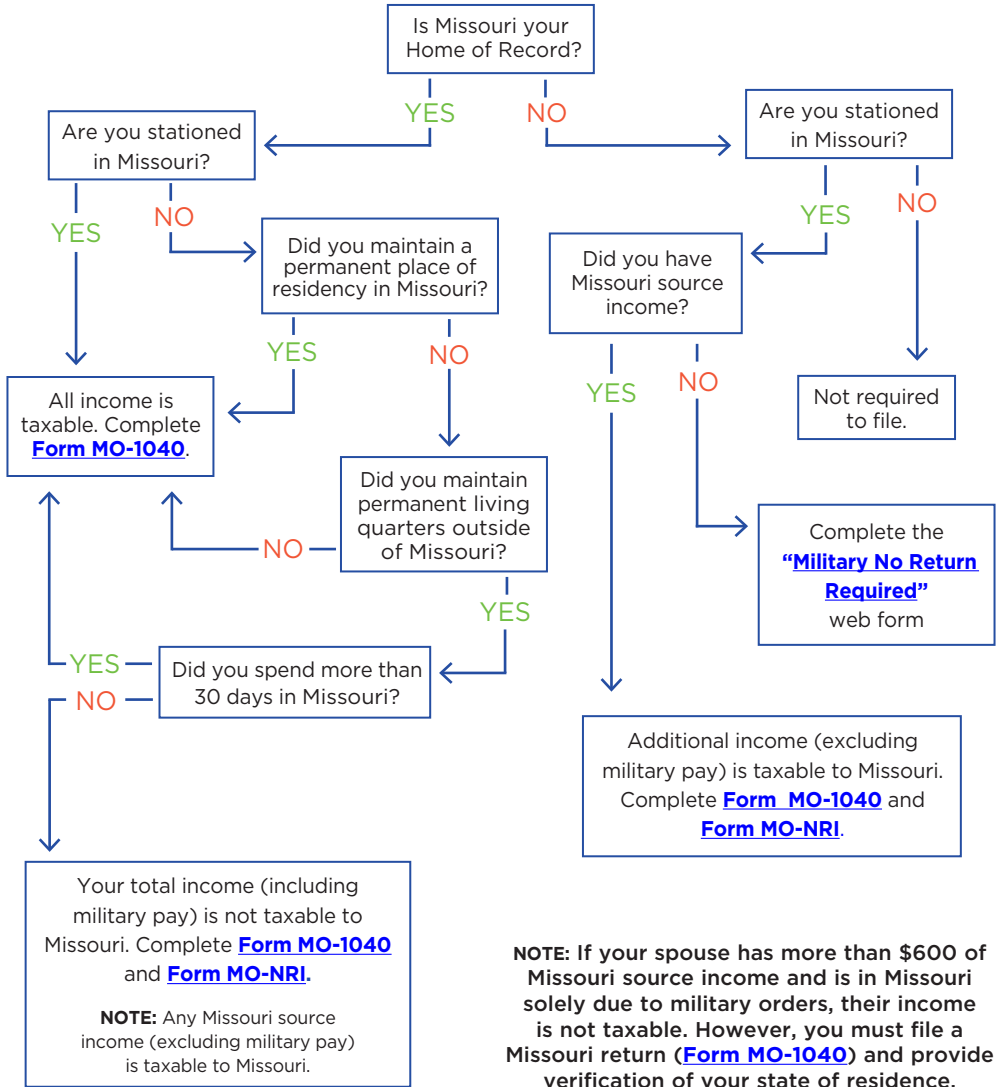 Is Missouri your
Home of Record?
YES
NO
Are you stationed
in Missouri?
Are you stationed
in Missouri?
YES
NO
YES
NO
Did you maintain a
permanent place of
residency in Missouri?
Did you have
Missouri source
income?
YES
NO
YES
NO
All income is
taxable. Complete
Form MO-1040.
Not required
to file.
Did you maintain
permanent living
quarters outside
of Missouri?
NO
YES
Complete the
“Military No Return
Required”
web form
YES
NO
Did you spend more than
30 days in Missouri?
Additional income (excluding
military pay) is taxable to Missouri.
Complete Form MO-1040 and
Form MO-NRI.
Your total income (including
military pay) is not taxable to
Missouri. Complete Form MO-1040
and Form MO-NRI.
NOTE: Any Missouri source
income (excluding military pay)
is taxable to Missouri.
NOTE: If your spouse has more than $600 of
Missouri source income and is in Missouri
solely due to military orders, their income
is not taxable. However, you must file a
Missouri return (Form MO-1040) and provide
verification of your state of residence.